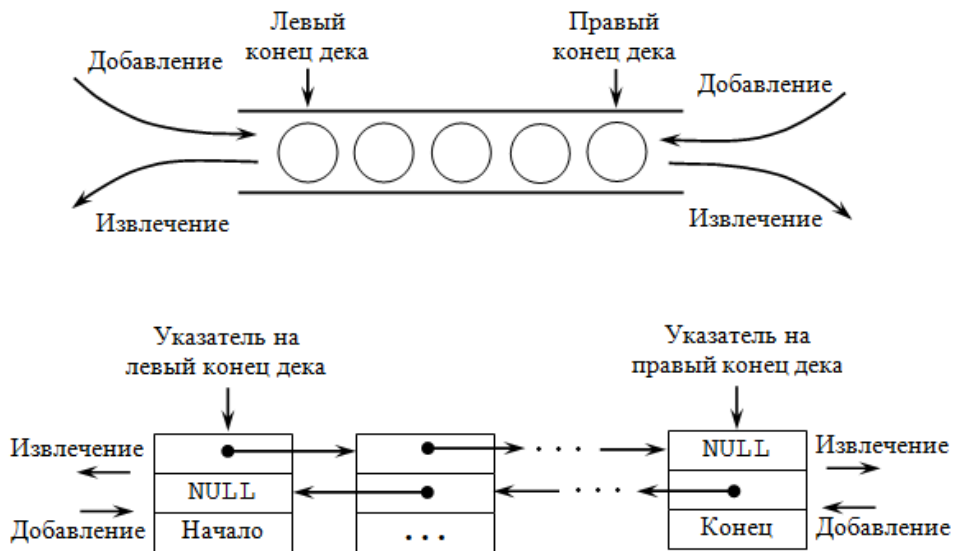 Левый
конец дека
Правый
конец дека
Добавление
Добавление
Извлечение
Извлечение
Указатель на
левый конец дека
Указатель на
правый конец дека
Извлечение
NULL
Извлечение
NULL
. . .
. . .
Добавление
Начало
. . .
Конец
Добавление